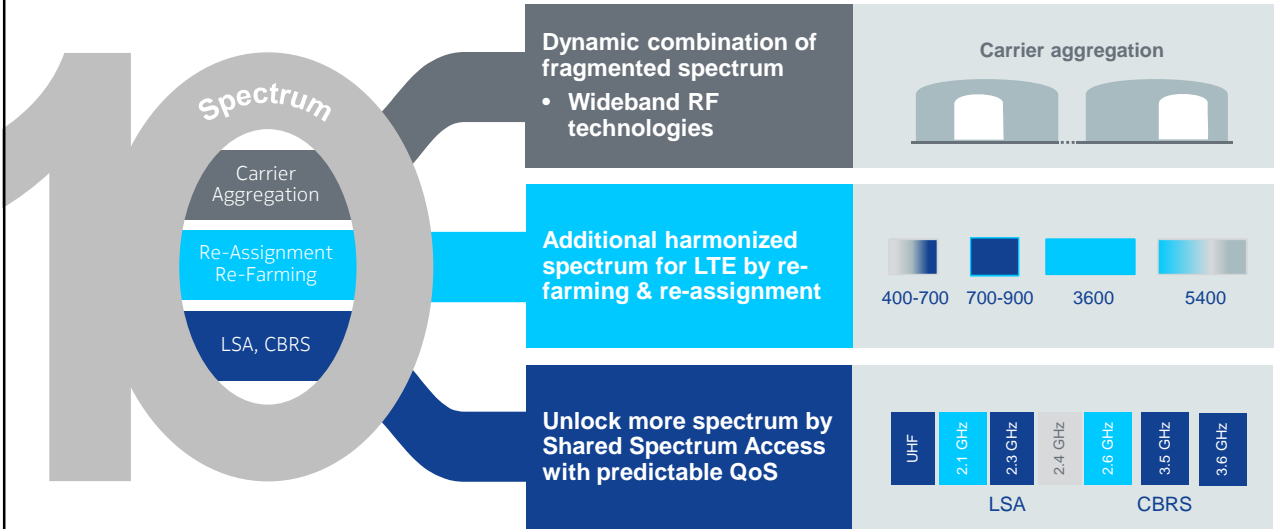 10
Spectrum
Carrier
Aggregation
Re-Assignment
Re-Farming
LSA, CBRS
Dynamic combination of
fragmented spectrum
• Wideband RF
technologies
Carrier aggregation
Additional harmonized
spectrum for LTE by re-
farming & re-assignment
400-700 700-900 3600 5400
Unlock more spectrum by
Shared Spectrum Access
with predictable QoS
UHF
2.1 GHz
2.3 GHz
2.4 GHz
2.6 GHz
3.5 GHz
3.6 GHz
LSA CBRS